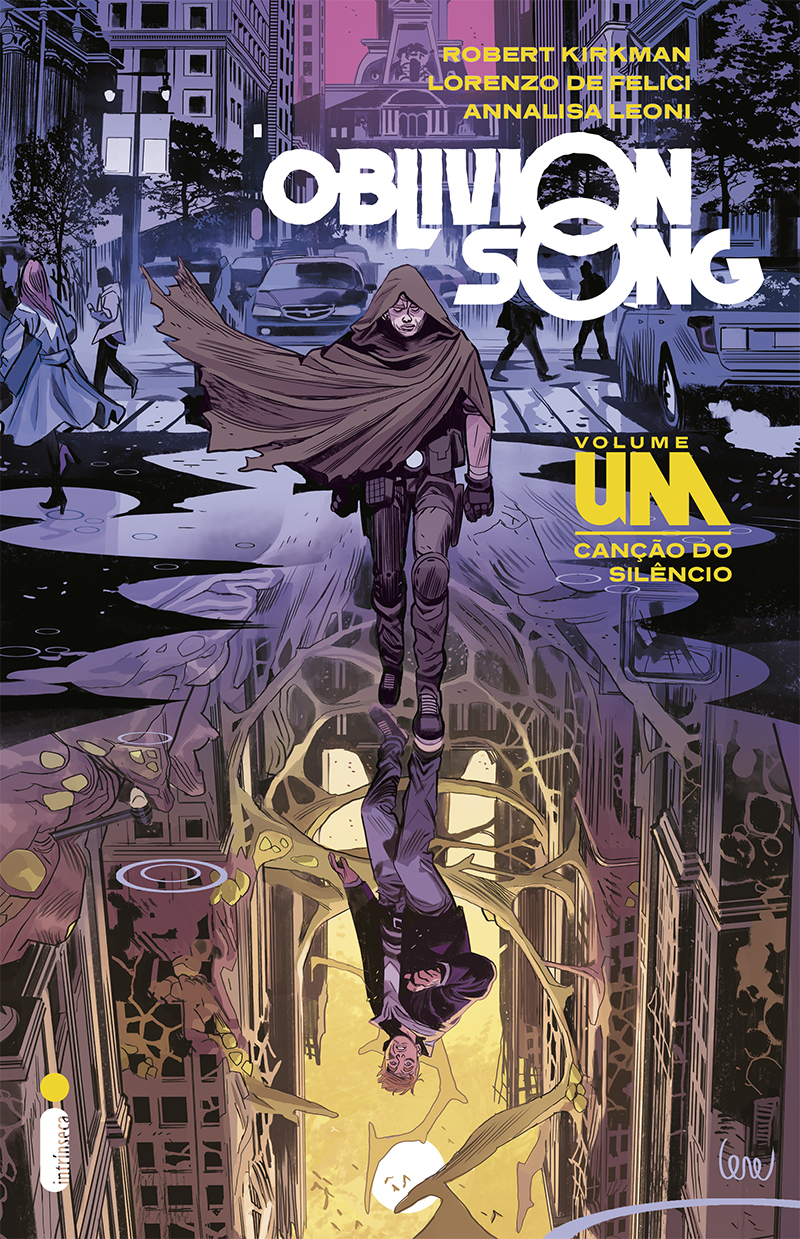 ROBERT KIRKMAN
LORENZO DE FELICI
ANNALISA LEONI
OBLIVION
SONG
VOLUME
UM
CANÇÃO DO
SILÊNCIO
intrínseca